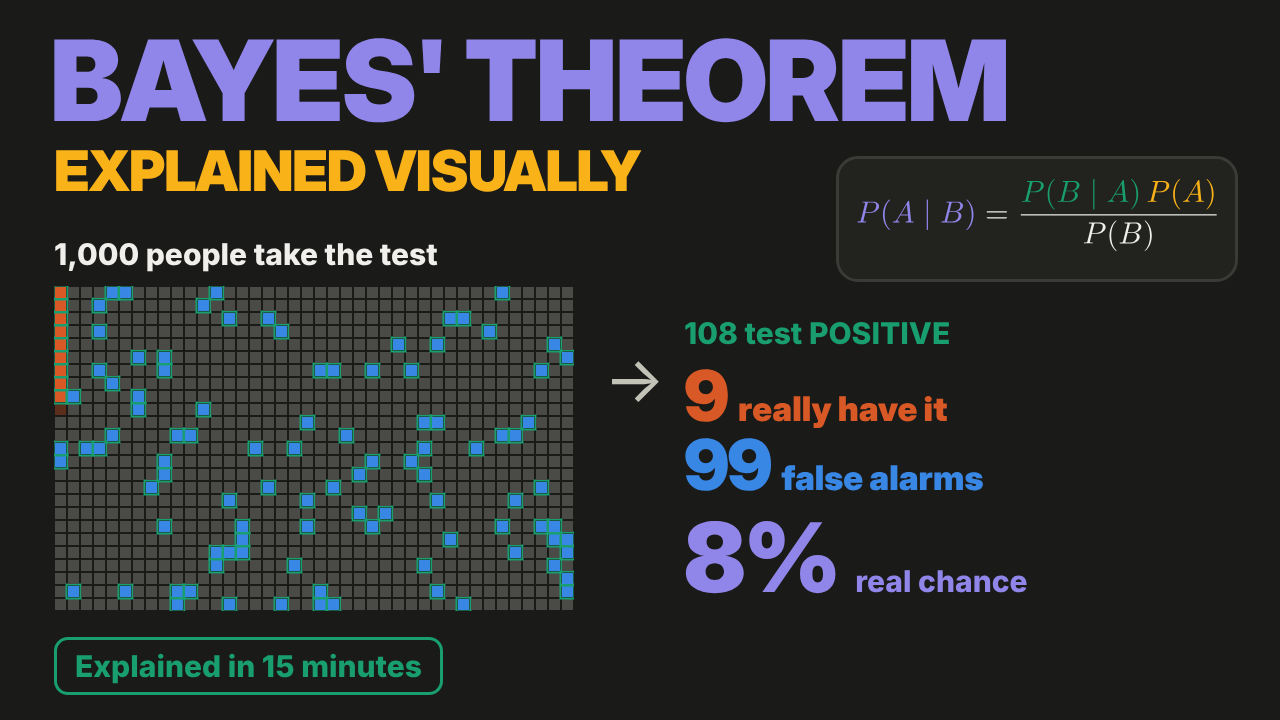 BAYES' THEOREM
EXPLAINED VISUALLY
P(A | B) = P(B | A) P(A) / P(B)
1,000 people take the test
→
108 test POSITIVE
9 really have it
99 false alarms
8% real chance
Explained in 15 minutes